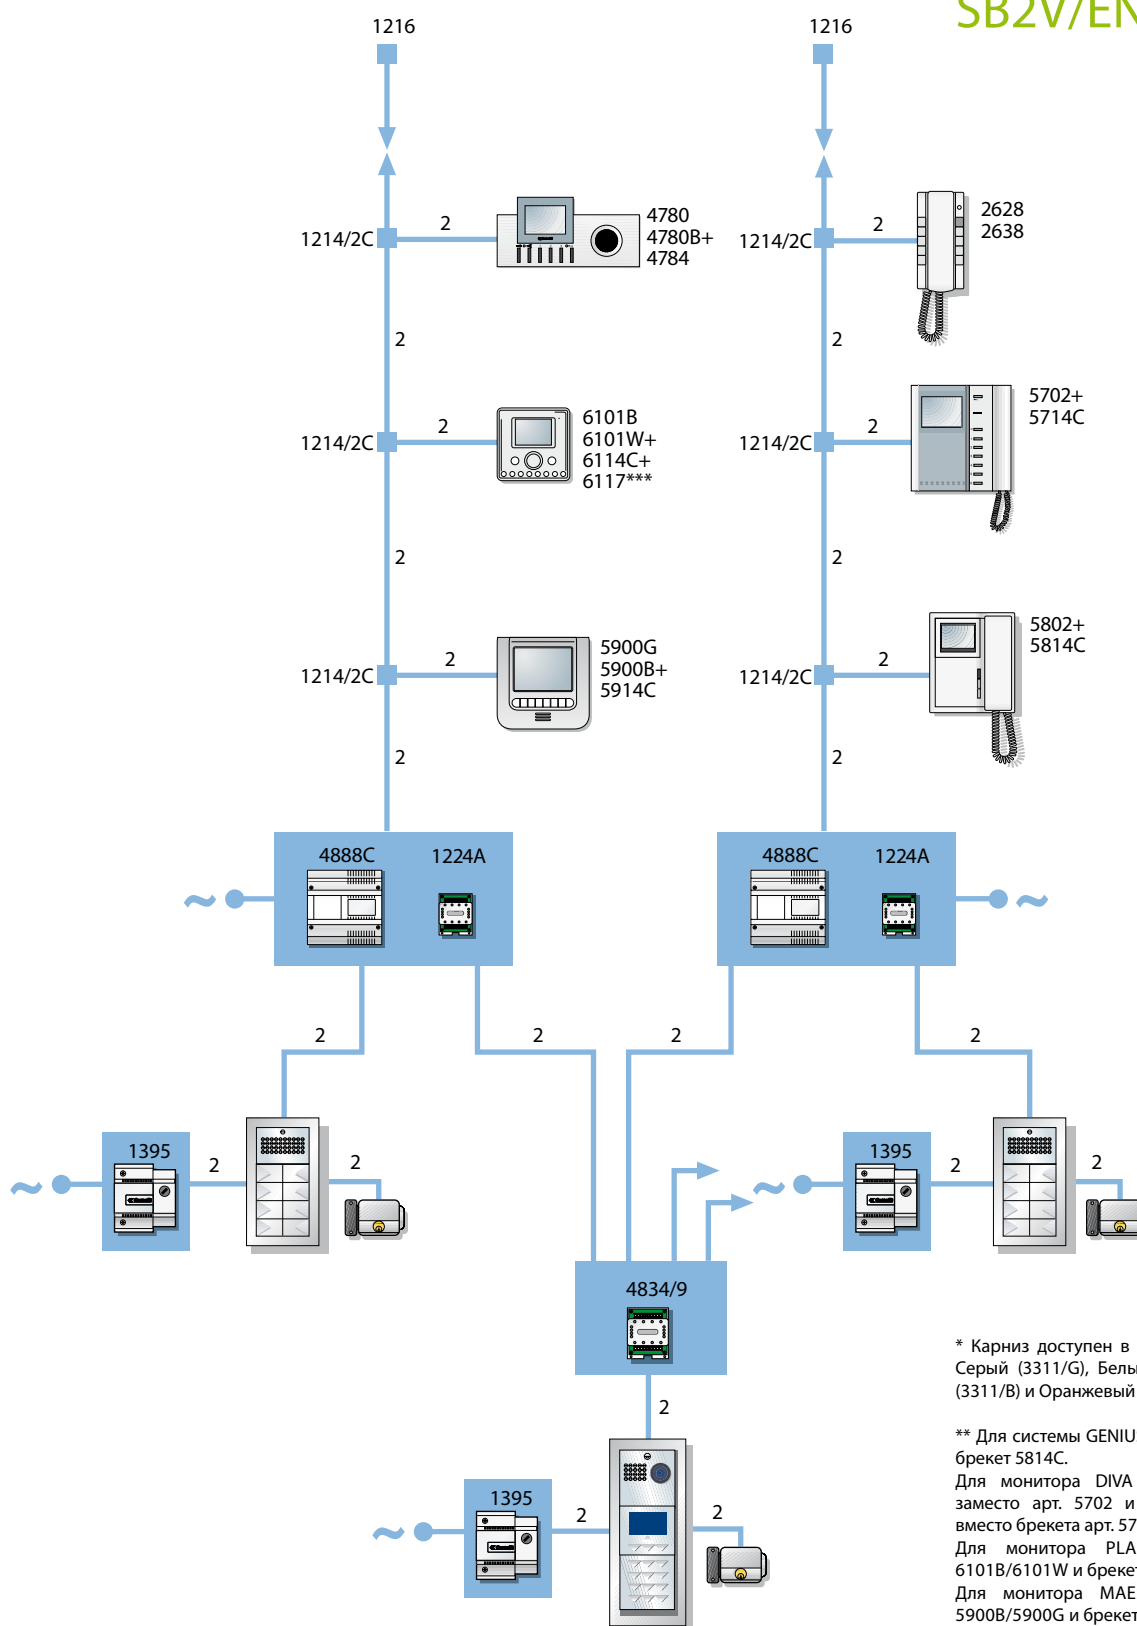 SB2V/EN
1216
1216
1214/2C
2
4780
4780B+
4784
1214/2C
2
2628
2638
2
2
1214/2C
2
6101B
6101W+
6114C+
6117***
1214/2C
2
5702+
5714C
2
2
1214/2C
2
5900G
5900B+
5914C
1214/2C
2
5802+
5814C
2
2
4888C
1224A
4888C
1224A
2
2
2
2
1395
2
2
1395
2
2
4834/9
2
1395
2
2
* Карниз доступен в
Серый (3311/G), Белы
(3311/B) и Оранжевый
** Для системы GENIUS
брекет 5814C.
Для монитора DIVA
заместо арт. 5702 и
вместо брекета арт. 57
Для монитора PLA
6101B/6101W и брекет
Для монитора MAE
5900B/5900G и брекет